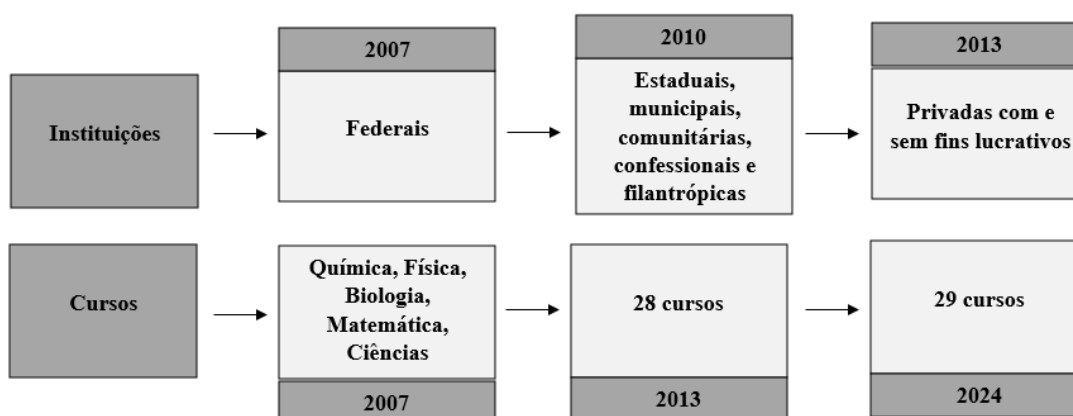 Instituições
2007
Federais
2010
Estaduais,
municipais,
comunitárias,
confessionais e
filantrópicas
2013
Privadas com e
sem fins lucrativos
Cursos
Química, Física,
Biologia,
Matemática,
Ciências
2007
28 cursos
2013
29 cursos
2024